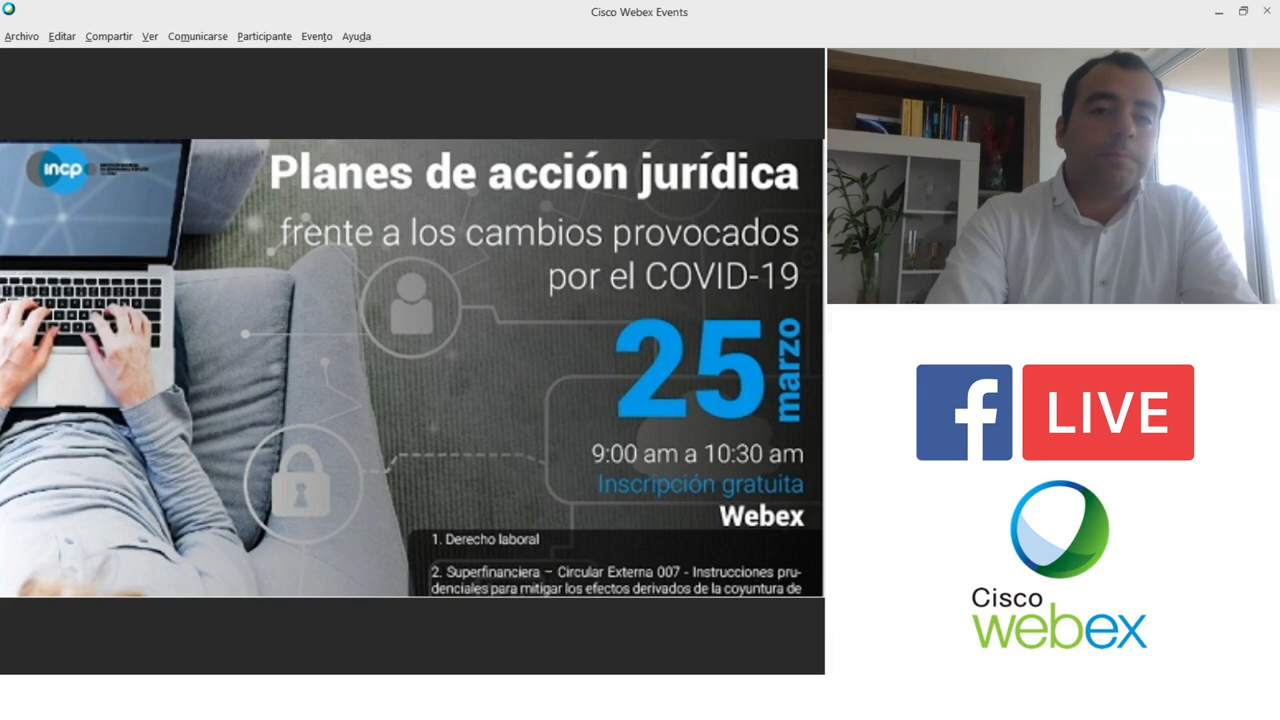 Cisco Webex Events
Archivo Editar Compartir Ver Comunicarse Participante Evento Ayuda
incp
Planes de acción jurídica
frente a los cambios provocados
por el COVID-19
25
marzo
9:00 am a 10:30 am
Inscripción gratuita
Webex
1. Derecho laboral
2. Superfinanciera – Circular Externa 007 - Instrucciones pru-
denciales para mitigar los efectos derivados de la coyuntura de
f LIVE
Cisco
webex